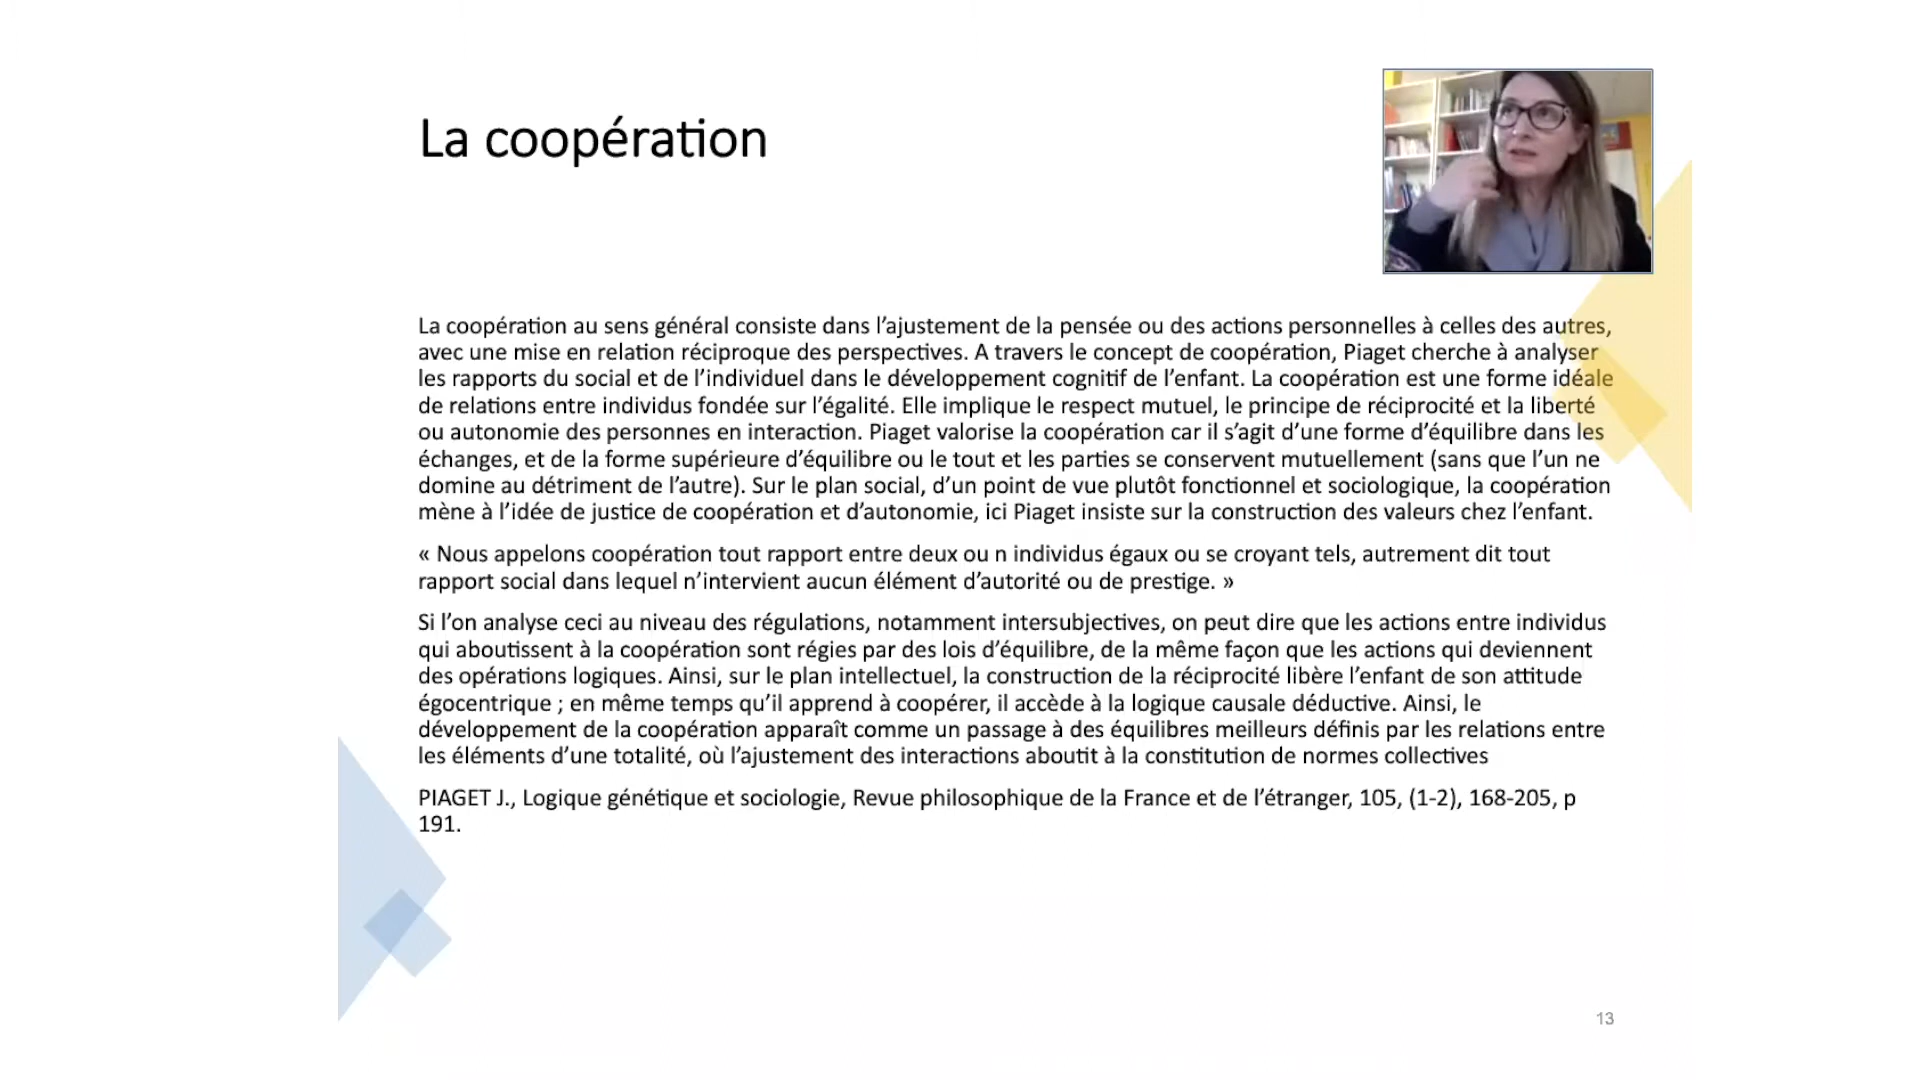 La coopération
La coopération au sens général consiste dans l’ajustement de la pensée ou des actions personnelles à celles des autres,
avec une mise en relation réciproque des perspectives. A travers le concept de coopération, Piaget cherche à analyser
les rapports du social et de l’individuel dans le développement cognitif de l’enfant. La coopération est une forme idéale
de relations entre individus fondée sur l’égalité. Elle implique le respect mutuel, le principe de réciprocité et la liberté
ou autonomie des personnes en interaction. Piaget valorise la coopération car il s’agit d’une forme d’équilibre dans les
échanges, et de la forme supérieure d’équilibre ou le tout et les parties se conservent mutuellement (sans que l’un ne
domine au détriment de l’autre). Sur le plan social, d’un point de vue plutôt fonctionnel et sociologique, la coopération
mène à l’idée de justice de coopération et d’autonomie, ici Piaget insiste sur la construction des valeurs chez l’enfant.
« Nous appelons coopération tout rapport entre deux ou n individus égaux ou se croyant tels, autrement dit tout
rapport social dans lequel n’intervient aucun élément d’autorité ou de prestige. »
Si l’on analyse ceci au niveau des régulations, notamment intersubjectives, on peut dire que les actions entre individus
qui aboutissent à la coopération sont régies par des lois d’équilibre, de la même façon que les actions qui deviennent
des opérations logiques. Ainsi, sur le plan intellectuel, la construction de la réciprocité libère l’enfant de son attitude
égocentrique ; en même temps qu’il apprend à coopérer, il accède à la logique causale déductive. Ainsi, le
développement de la coopération apparaît comme un passage à des équilibres meilleurs définis par les relations entre
les éléments d’une totalité, où l’ajustement des interactions aboutit à la constitution de normes collectives
PIAGET J., Logique génétique et sociologie, Revue philosophique de la France et de l’étranger, 105, (1-2), 168-205, p
191.
13